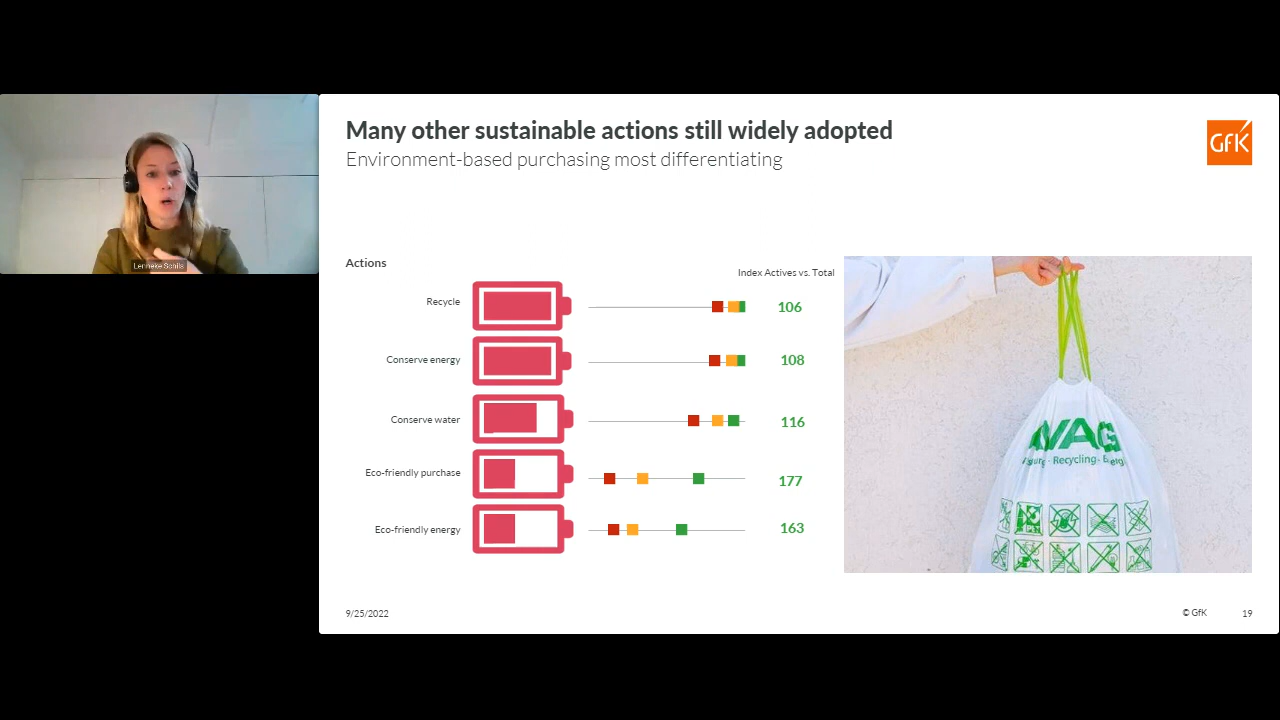 Many other sustainable actions still widely adopted
Environment-based purchasing most differentiating
GfK
Lenneke Schils
Actions
Index Actives vs. Total
Recycle
106
Conserve energy
108
Conserve water
116
Eco-friendly purchase
177
Eco-friendly energy
163
AVAG
Recycling
9/25/2022
© GfK
19